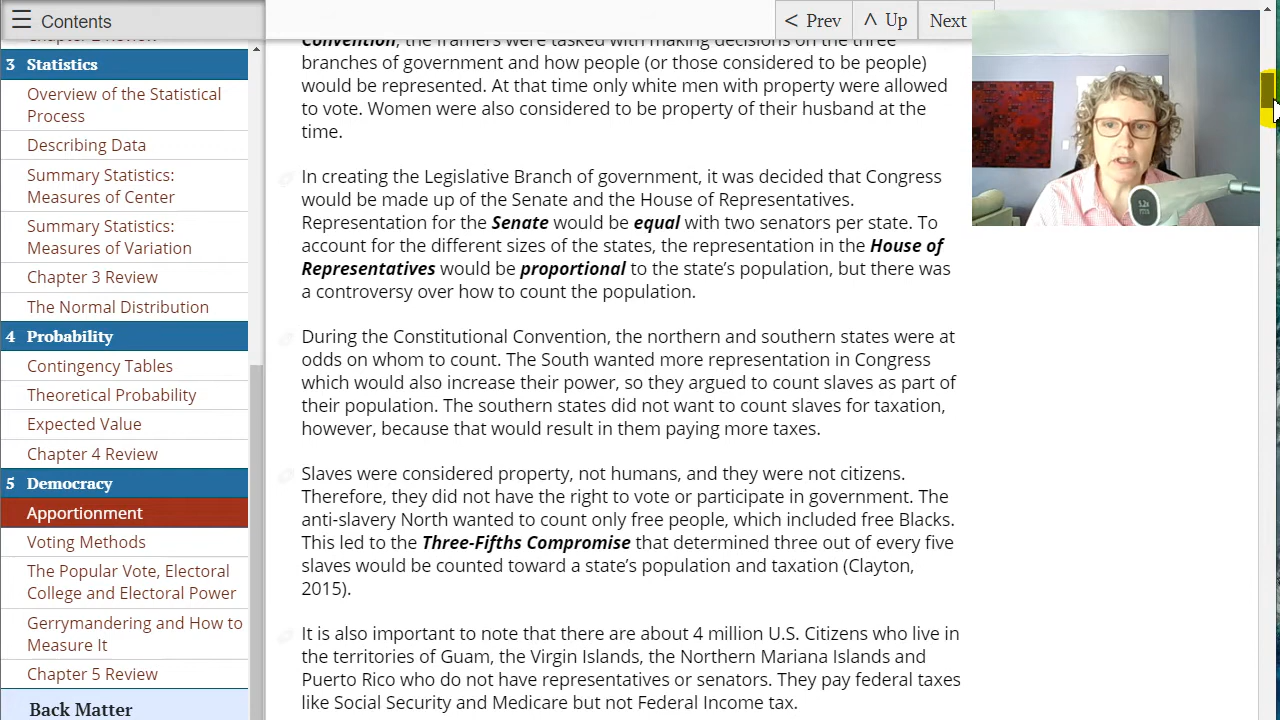 Contents
< Prev
^ Up
Next
3 Statistics
Overview of the Statistical
Process
Describing Data
Summary Statistics:
Measures of Center
Summary Statistics:
Measures of Variation
Chapter 3 Review
The Normal Distribution
4 Probability
Contingency Tables
Theoretical Probability
Expected Value
Chapter 4 Review
5 Democracy
Apportionment
Voting Methods
The Popular Vote, Electoral
College and Electoral Power
Gerrymandering and How to
Measure It
Chapter 5 Review
Back Matter
Convention, the framers were tasked with making decisions on the three
branches of government and how people (or those considered to be people)
would be represented. At that time only white men with property were allowed
to vote. Women were also considered to be property of their husband at the
time.
In creating the Legislative Branch of government, it was decided that Congress
would be made up of the Senate and the House of Representatives.
Representation for the Senate would be equal with two senators per state. To
account for the different sizes of the states, the representation in the House of
Representatives would be proportional to the state's population, but there was
a controversy over how to count the population.
During the Constitutional Convention, the northern and southern states were at
odds on whom to count. The South wanted more representation in Congress
which would also increase their power, so they argued to count slaves as part of
their population. The southern states did not want to count slaves for taxation,
however, because that would result in them paying more taxes.
Slaves were considered property, not humans, and they were not citizens.
Therefore, they did not have the right to vote or participate in government. The
anti-slavery North wanted to count only free people, which included free Blacks.
This led to the Three-Fifths Compromise that determined three out of every five
slaves would be counted toward a state's population and taxation (Clayton,
2015).
It is also important to note that there are about 4 million U.S. Citizens who live in
the territories of Guam, the Virgin Islands, the Northern Mariana Islands and
Puerto Rico who do not have representatives or senators. They pay federal taxes
like Social Security and Medicare but not Federal Income tax.